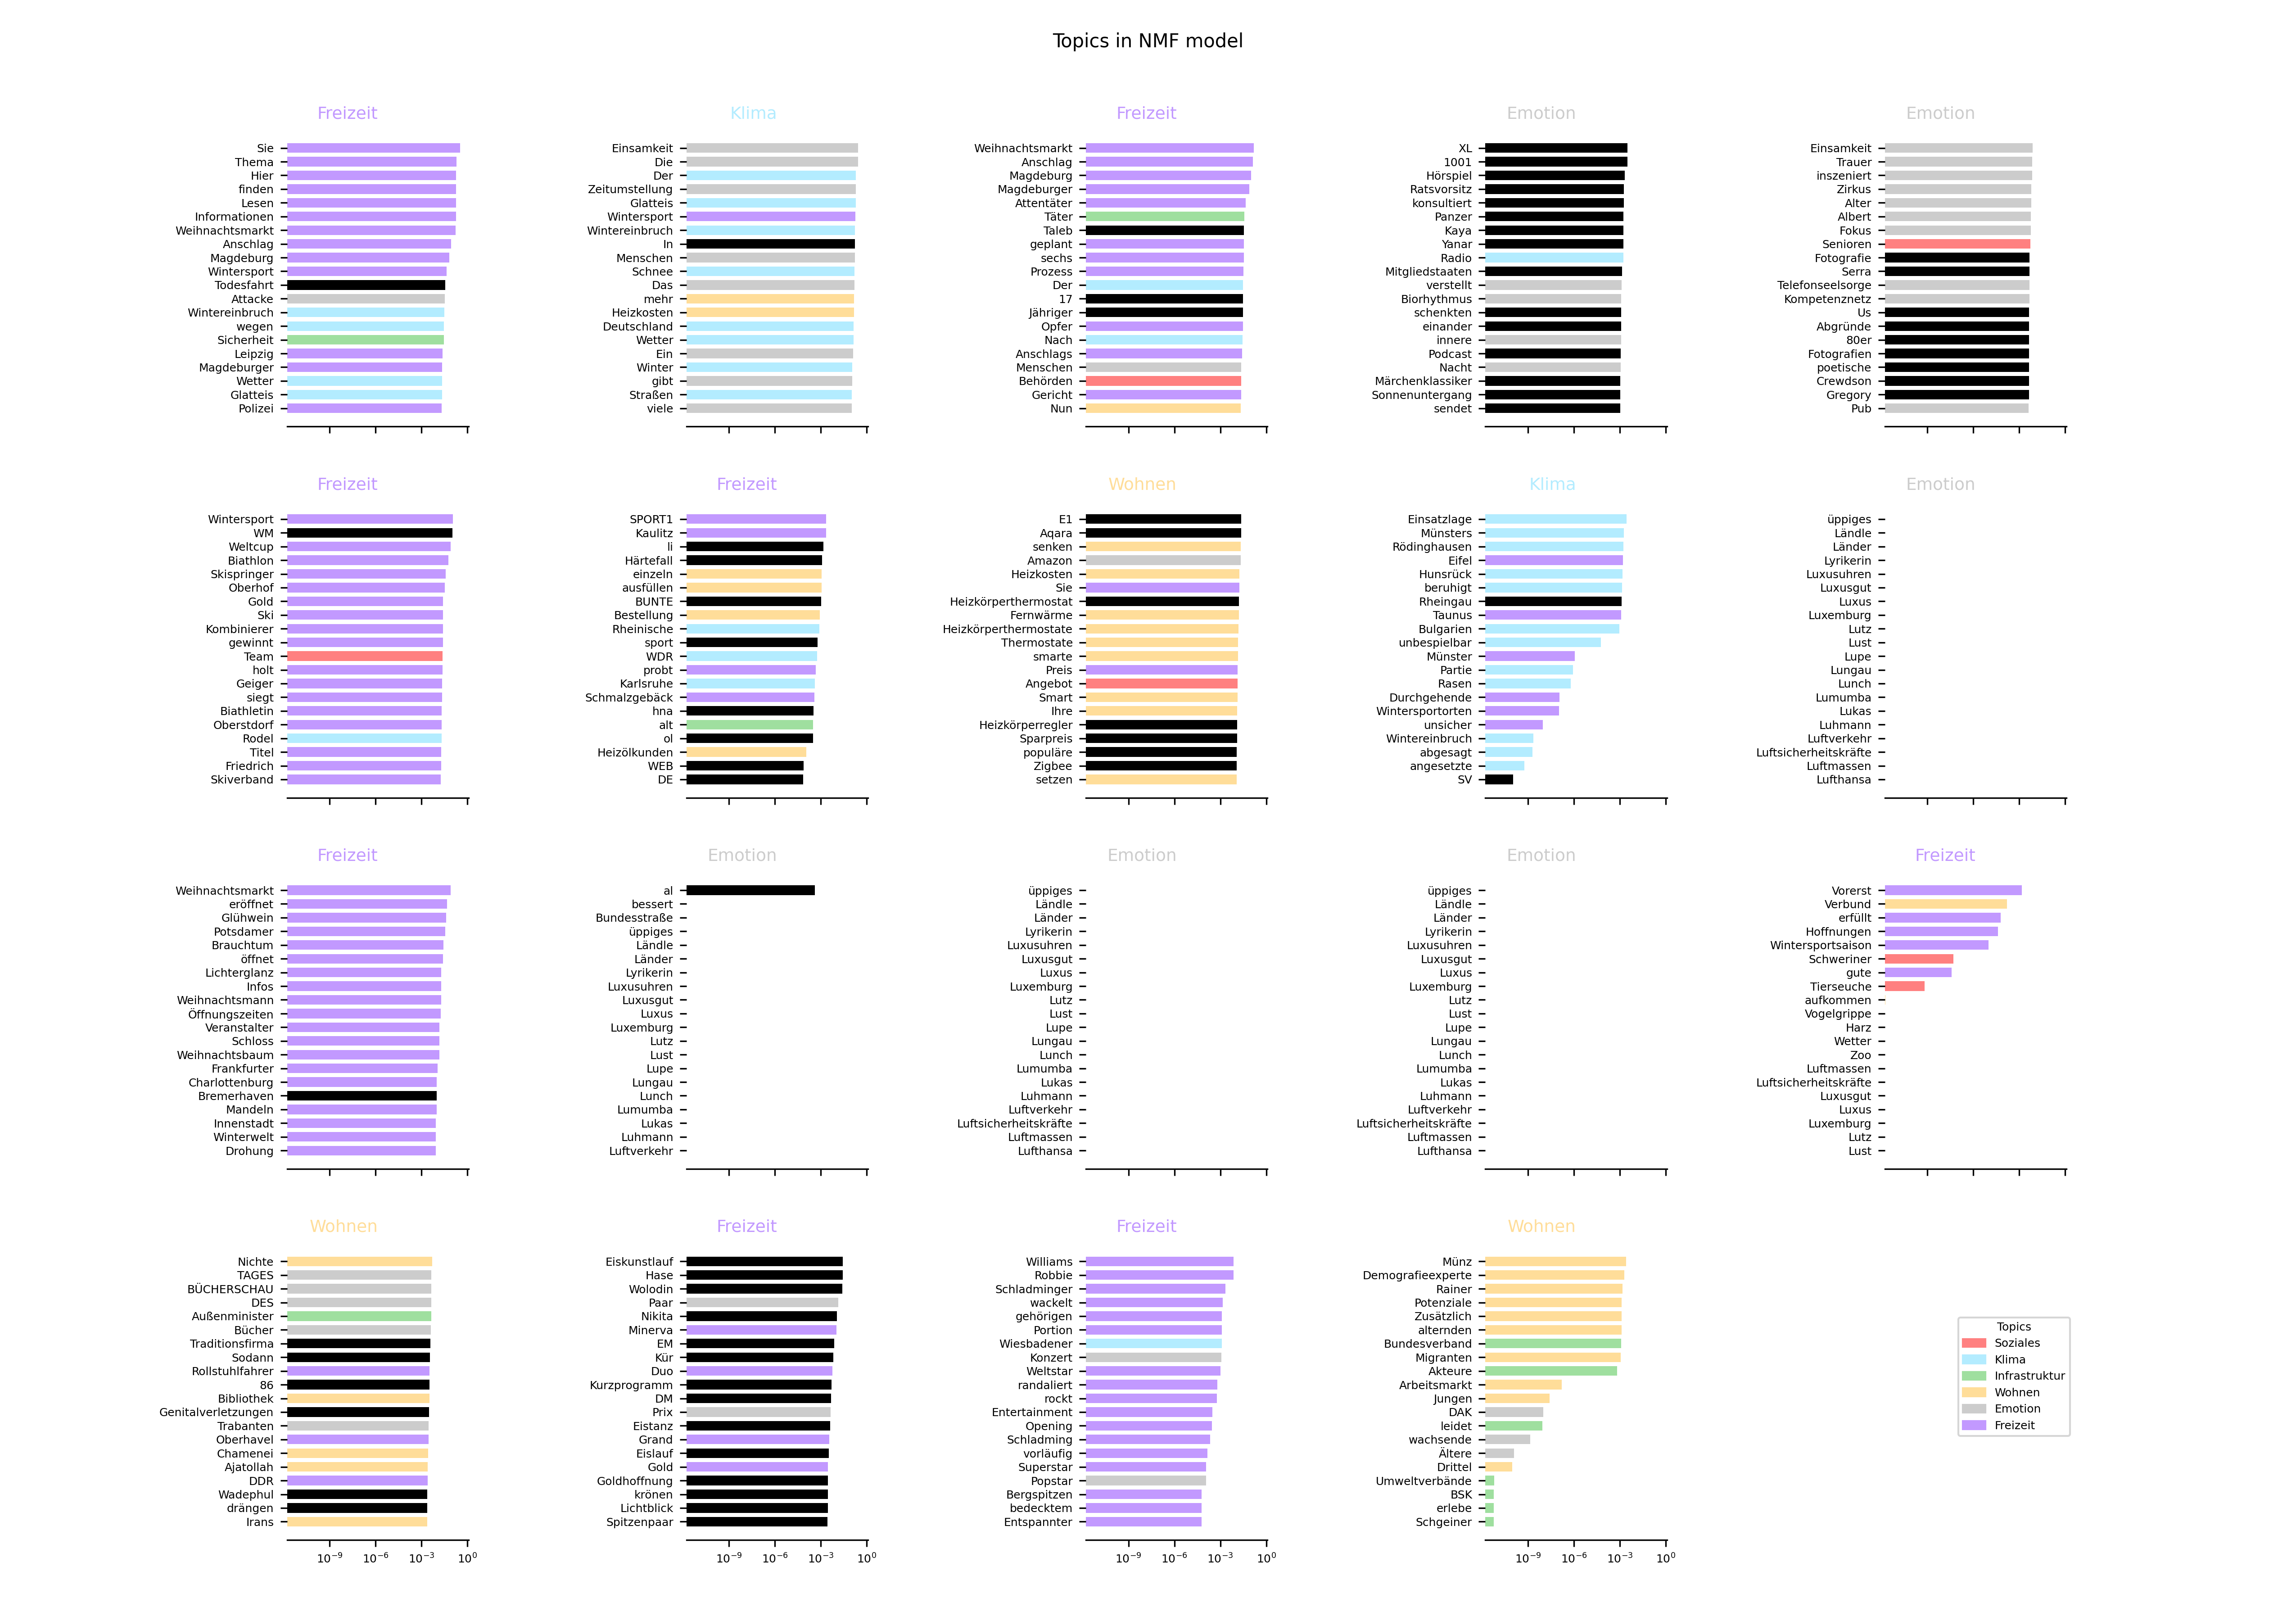 Topics in NMF model
Freizeit
Sie
Thema
Hier
finden
Lesen
Informationen
Weihnachtsmarkt
Anschlag
Magdeburg
Wintersport
Todesfahrt
Attacke
Wintereinbruch
wegen
Sicherheit
Leipzig
Magdeburger
Wetter
Glatteis
Polizei
Klima
Einsamkeit
Die
Der
Zeitumstellung
Glatteis
Wintersport
Wintereinbruch
In
Menschen
Schnee
Das
mehr
Heizkosten
Deutschland
Wetter
Ein
Winter
gibt
Straßen
viele
Freizeit
Weihnachtsmarkt
Anschlag
Magdeburg
Magdeburger
Attentäter
Täter
Taleb
geplant
sechs
Prozess
Der
17
Jähriger
Opfer
Nach
Anschlags
Menschen
Behörden
Gericht
Nun
Emotion
XL
1001
Hörspiel
Ratsvorsitz
konsultiert
Panzer
Kaya
Yanar
Radio
Mitgliedstaaten
verstellt
Biorhythmus
schenkten
einander
innere
Podcast
Nacht
Märchenklassiker
Sonnenuntergang
sendet
Emotion
Einsamkeit
Trauer
inszeniert
Zirkus
Alter
Albert
Fokus
Senioren
Fotografie
Serra
Telefonseelsorge
Kompetenznetz
Us
Abgründe
80er
Fotografien
poetische
Crewdson
Gregory
Pub
Freizeit
Wintersport
WM
Weltcup
Biathlon
Skispringer
Oberhof
Gold
Ski
Kombinierer
gewinnt
Team
holt
Geiger
siegt
Biathletin
Oberstdorf
Rodel
Titel
Friedrich
Skiverband
Freizeit
SPORT1
Kaulitz
li
Härtefall
einzeln
ausfüllen
BUNTE
Bestellung
Rheinische
sport
WDR
probt
Karlsruhe
Schmalzgebäck
hna
alt
ol
Heizölkunden
WEB
DE
Wohnen
E1
Aqara
senken
Amazon
Heizkosten
Sie
Heizkörperthermostat
Fernwärme
Heizkörperthermostate
Thermostate
smarte
Preis
Angebot
Smart
Ihre
Heizkörperregler
Sparpreis
populäre
Zigbee
setzen
Klima
Einsatzlage
Münsters
Rödinghausen
Eifel
Hunsrück
beruhigt
Rheingau
Taunus
Bulgarien
unbespielbar
Münster
Partie
Rasen
Durchgehende
Wintersportorten
unsicher
Wintereinbruch
abgesagt
angesetzte
SV
Emotion
üppiges
Ländle
Länder
Lyrikerin
Luxusuhren
Luxusgut
Luxus
Luxemburg
Lutz
Lust
Lupe
Lungau
Lunch
Lumumba
Lukas
Luhmann
Luftverkehr
Luftsicherheitskräfte
Luftmassen
Lufthansa
Freizeit
Weihnachtsmarkt
eröffnet
Glühwein
Potsdamer
Brauchtum
öffnet
Lichterglanz
Infos
Weihnachtsmann
Öffnungszeiten
Veranstalter
Schloss
Weihnachtsbaum
Frankfurter
Charlottenburg
Bremerhaven
Mandeln
Innenstadt
Winterwelt
Drohung
Emotion
al
bessert
Bundesstraße
üppiges
Ländle
Länder
Lyrikerin
Luxusuhren
Luxusgut
Luxus
Luxemburg
Lutz
Lust
Lupe
Lungau
Lunch
Lumumba
Lukas
Luhmann
Luftverkehr
Emotion
üppiges
Ländle
Länder
Lyrikerin
Luxusuhren
Luxusgut
Luxus
Luxemburg
Lutz
Lust
Lupe
Lungau
Lunch
Lumumba
Lukas
Luhmann
Luftverkehr
Luftsicherheitskräfte
Luftmassen
Lufthansa
Emotion
üppiges
Ländle
Länder
Lyrikerin
Luxusuhren
Luxusgut
Luxus
Luxemburg
Lutz
Lust
Lupe
Lungau
Lunch
Lumumba
Lukas
Luhmann
Luftverkehr
Luftsicherheitskräfte
Luftmassen
Lufthansa
Freizeit
Vorerst
Verbund
erfüllt
Hoffnungen
Wintersportsaison
Schweriner
gute
Tierseuche
aufkommen
Vogelgrippe
Harz
Wetter
Zoo
Luftmassen
Luftsicherheitskräfte
Luxusgut
Luxus
Luxemburg
Lutz
Lust
Wohnen
Nichte
TAGES
BÜCHERSCHAU
DES
Außenminister
Bücher
Traditionsfirma
Sodann
Rollstuhlfahrer
86
Bibliothek
Genitalverletzungen
Trabanten
Oberhavel
Chamenei
Ajatollah
DDR
Wadephul
drängen
Irans
10⁻⁹ 10⁻⁶ 10⁻³ 10⁰
Freizeit
Eiskunstlauf
Hase
Wolodin
Paar
Nikita
Minerva
EM
Kür
Duo
Kurzprogramm
DM
Prix
Eistanz
Grand
Eislauf
Gold
Goldhoffnung
krönen
Lichtblick
Spitzenpaar
10⁻⁹ 10⁻⁶ 10⁻³ 10⁰
Freizeit
Williams
Robbie
Schladminger
wackelt
gehörigen
Portion
Wiesbadener
Konzert
Weltstar
randaliert
rockt
Entertainment
Opening
Schladming
vorläufig
Superstar
Popstar
Bergspitzen
bedecktem
Entspannter
10⁻⁹ 10⁻⁶ 10⁻³ 10⁰
Wohnen
Münz
Demografieexperte
Rainer
Potenziale
Zusätzlich
alternden
Bundesverband
Migranten
Akteure
Arbeitsmarkt
Jungen
DAK
leidet
wachsende
Ältere
Drittel
Umweltverbände
BSK
erlebe
Schgeiner
10⁻⁹ 10⁻⁶ 10⁻³ 10⁰
Topics
Soziales
Klima
Infrastruktur
Wohnen
Emotion
Freizeit